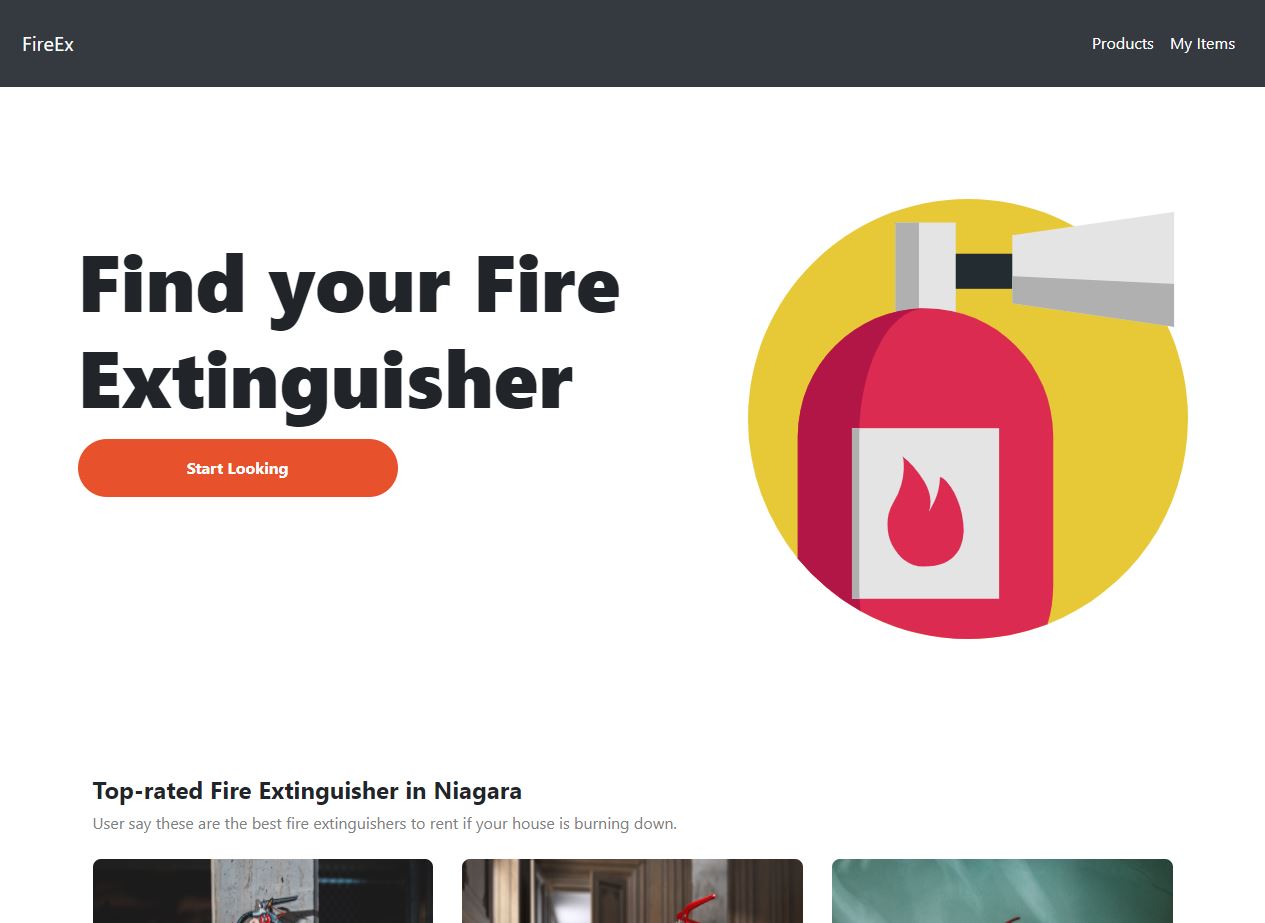 FireEx
Products My Items
Find your Fire
Extinguisher
Start Looking
Top-rated Fire Extinguisher in Niagara
User say these are the best fire extinguishers to rent if your house is burning down.